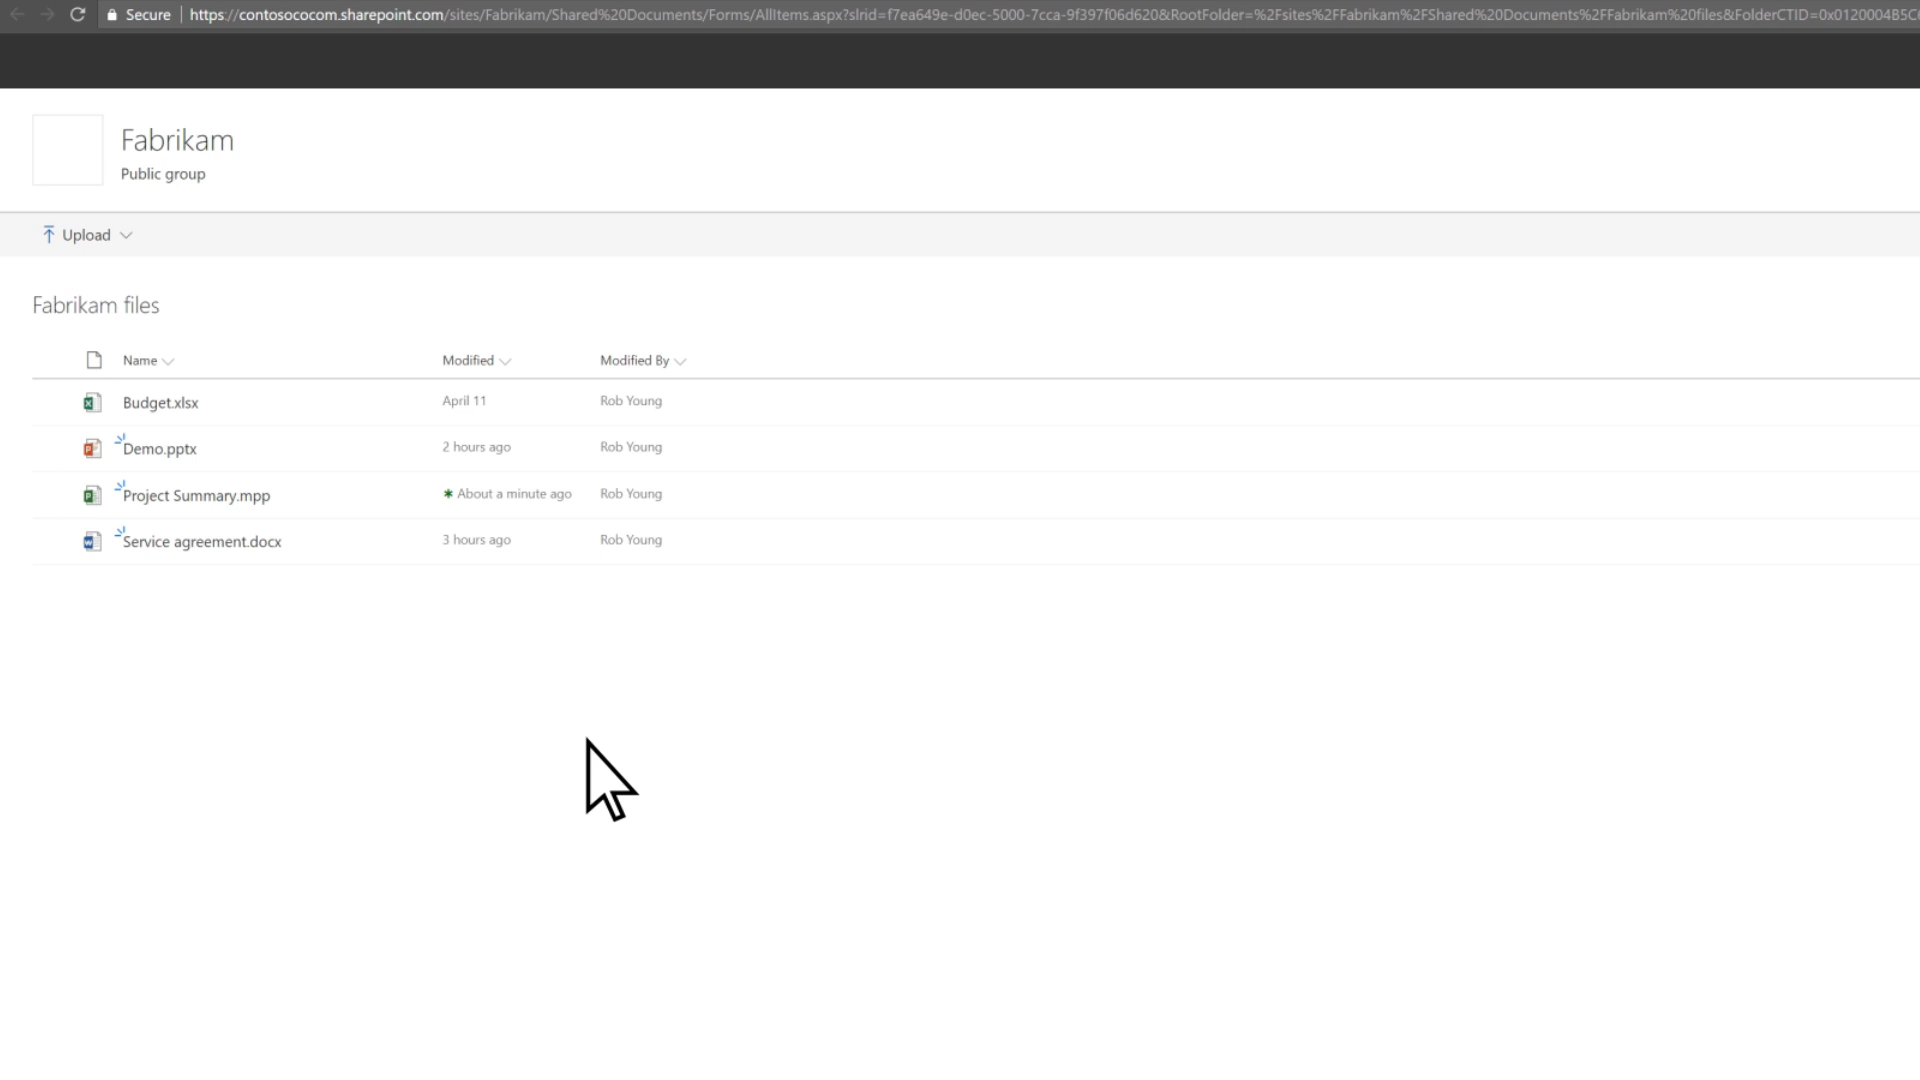 Secure | https://contosococom.sharepoint.com/sites/Fabrikam/Shared%20Documents/Forms/AllItems.aspx?slrid=f7ea649e-d0ec-5000-7cca-9f397f06d620&RootFolder=%2Fsites%2FFabrikam%2FShared%20Documents%2FFabrikam%20files&FolderCTID=0x0120004B5C
Fabrikam
Public group
Upload
Fabrikam files
Name Modified Modified By
Budget.xlsx April 11 Rob Young
Demo.pptx 2 hours ago Rob Young
Project Summary.mpp About a minute ago Rob Young
Service agreement.docx 3 hours ago Rob Young